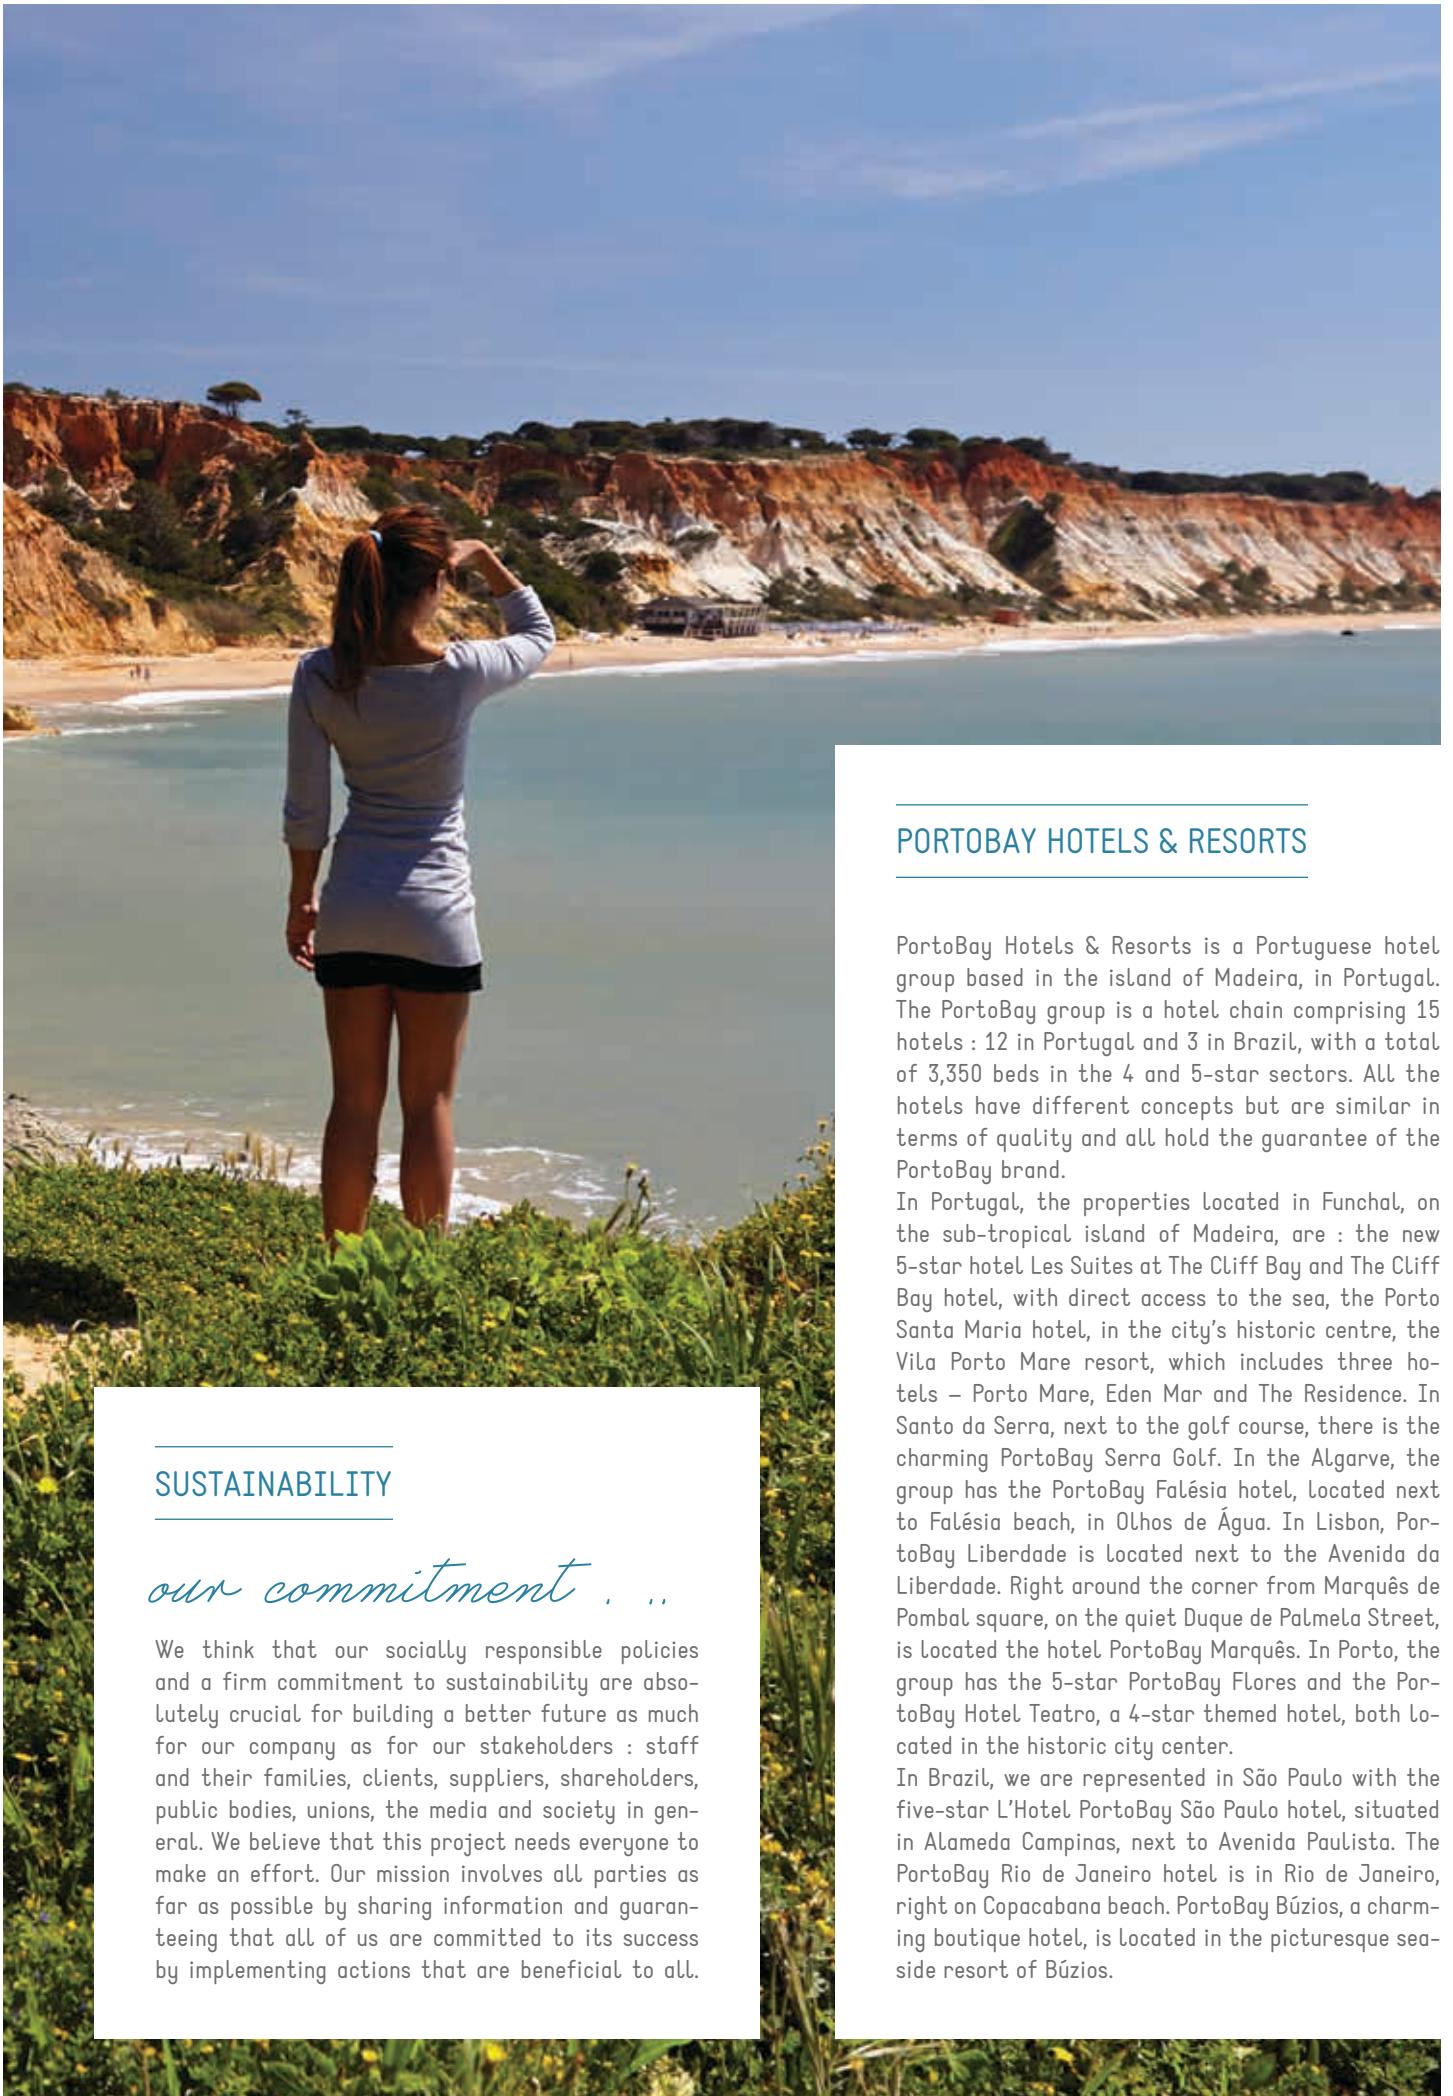 PORTOBAY HOTELS & RESORTS
PortoBay Hotels & Resorts is a Portuguese hotel
group based in the island of Madeira, in Portugal.
The PortoBay group is a hotel chain comprising 15
hotels : 12 in Portugal and 3 in Brazil, with a total
of 3,350 beds in the 4 and 5-star sectors. All the
hotels have different concepts but are similar in
terms of quality and all hold the guarantee of the
PortoBay brand.
In Portugal, the properties located in Funchal, on
the sub-tropical island of Madeira, are : the new
5-star hotel Les Suites at The Cliff Bay and The Cliff
Bay hotel, with direct access to the sea, the Porto
Santa Maria hotel, in the city's historic centre, the
Vila Porto Mare resort, which includes three ho-
tels – Porto Mare, Eden Mar and The Residence. In
Santo da Serra, next to the golf course, there is the
charming PortoBay Serra Golf. In the Algarve, the
group has the PortoBay Falésia hotel, located next
to Falésia beach, in Olhos de Água. In Lisbon, Por-
toBay Liberdade is located next to the Avenida da
Liberdade. Right around the corner from Marquês de
Pombal square, on the quiet Duque de Palmela Street,
is located the hotel PortoBay Marquês. In Porto, the
group has the 5-star PortoBay Flores and the Por-
toBay Hotel Teatro, a 4-star themed hotel, both lo-
cated in the historic city center.
In Brazil, we are represented in São Paulo with the
five-star L'Hotel PortoBay São Paulo hotel, situated
in Alameda Campinas, next to Avenida Paulista. The
PortoBay Rio de Janeiro hotel is in Rio de Janeiro,
right on Copacabana beach. PortoBay Búzios, a charm-
ing boutique hotel, is located in the picturesque sea-
side resort of Búzios.
SUSTAINABILITY
our commitment . ..
We think that our socially responsible policies
and a firm commitment to sustainability are abso-
lutely crucial for building a better future as much
for our company as for our stakeholders : staff
and their families, clients, suppliers, shareholders,
public bodies, unions, the media and society in gen-
eral. We believe that this project needs everyone to
make an effort. Our mission involves all parties as
far as possible by sharing information and guaran-
teeing that all of us are committed to its success
by implementing actions that are beneficial to all.